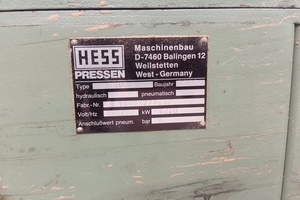 HESS
PRESSEN
Maschinenbau
D-7460 Balingen 12
Weilstetten
West-Germany
Type Baujahr
hydraulisch pneumatisch
Fabr.-Nr.
Volt/Hz kW
Anschlußwert pneum. bar